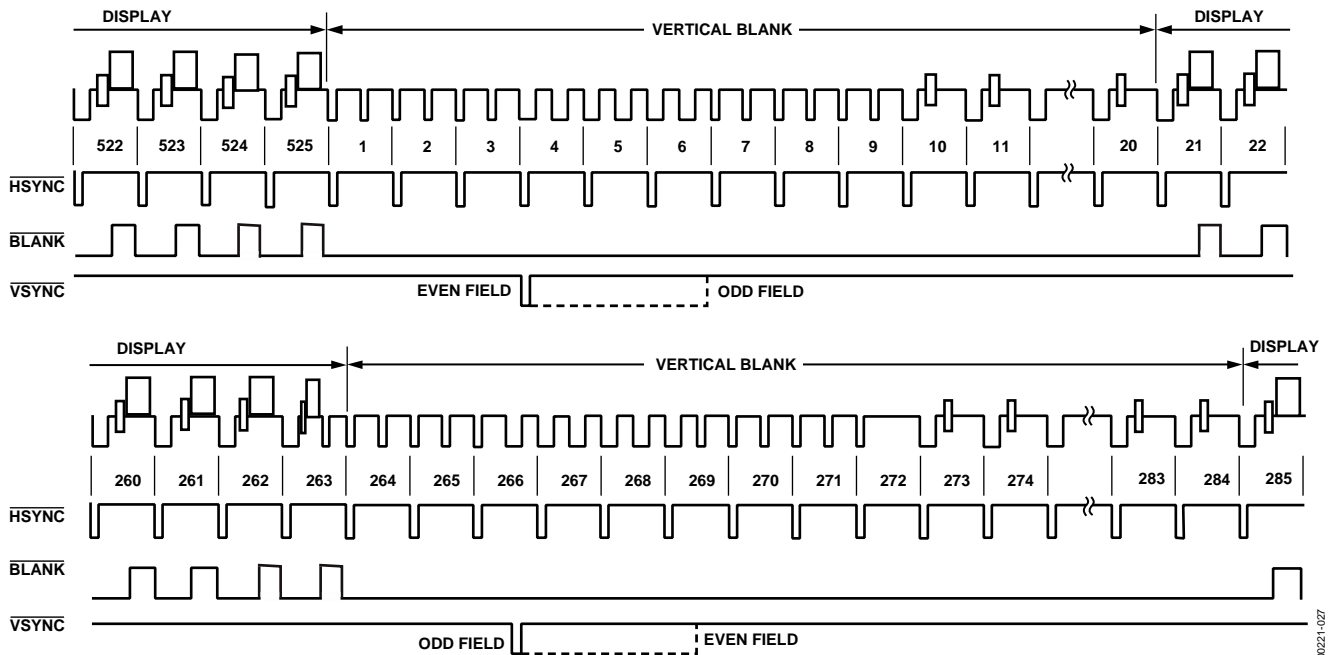 DISPLAY VERTICAL BLANK DISPLAY
522 523 524 525 1 2 3 4 5 6 7 8 9 10 11 20 21 22
HSYNC
BLANK
VSYNC EVEN FIELD ODD FIELD
DISPLAY VERTICAL BLANK DISPLAY
260 261 262 263 264 265 266 267 268 269 270 271 272 273 274 283 284 285
HSYNC
BLANK
VSYNC ODD FIELD EVEN FIELD
00221-027